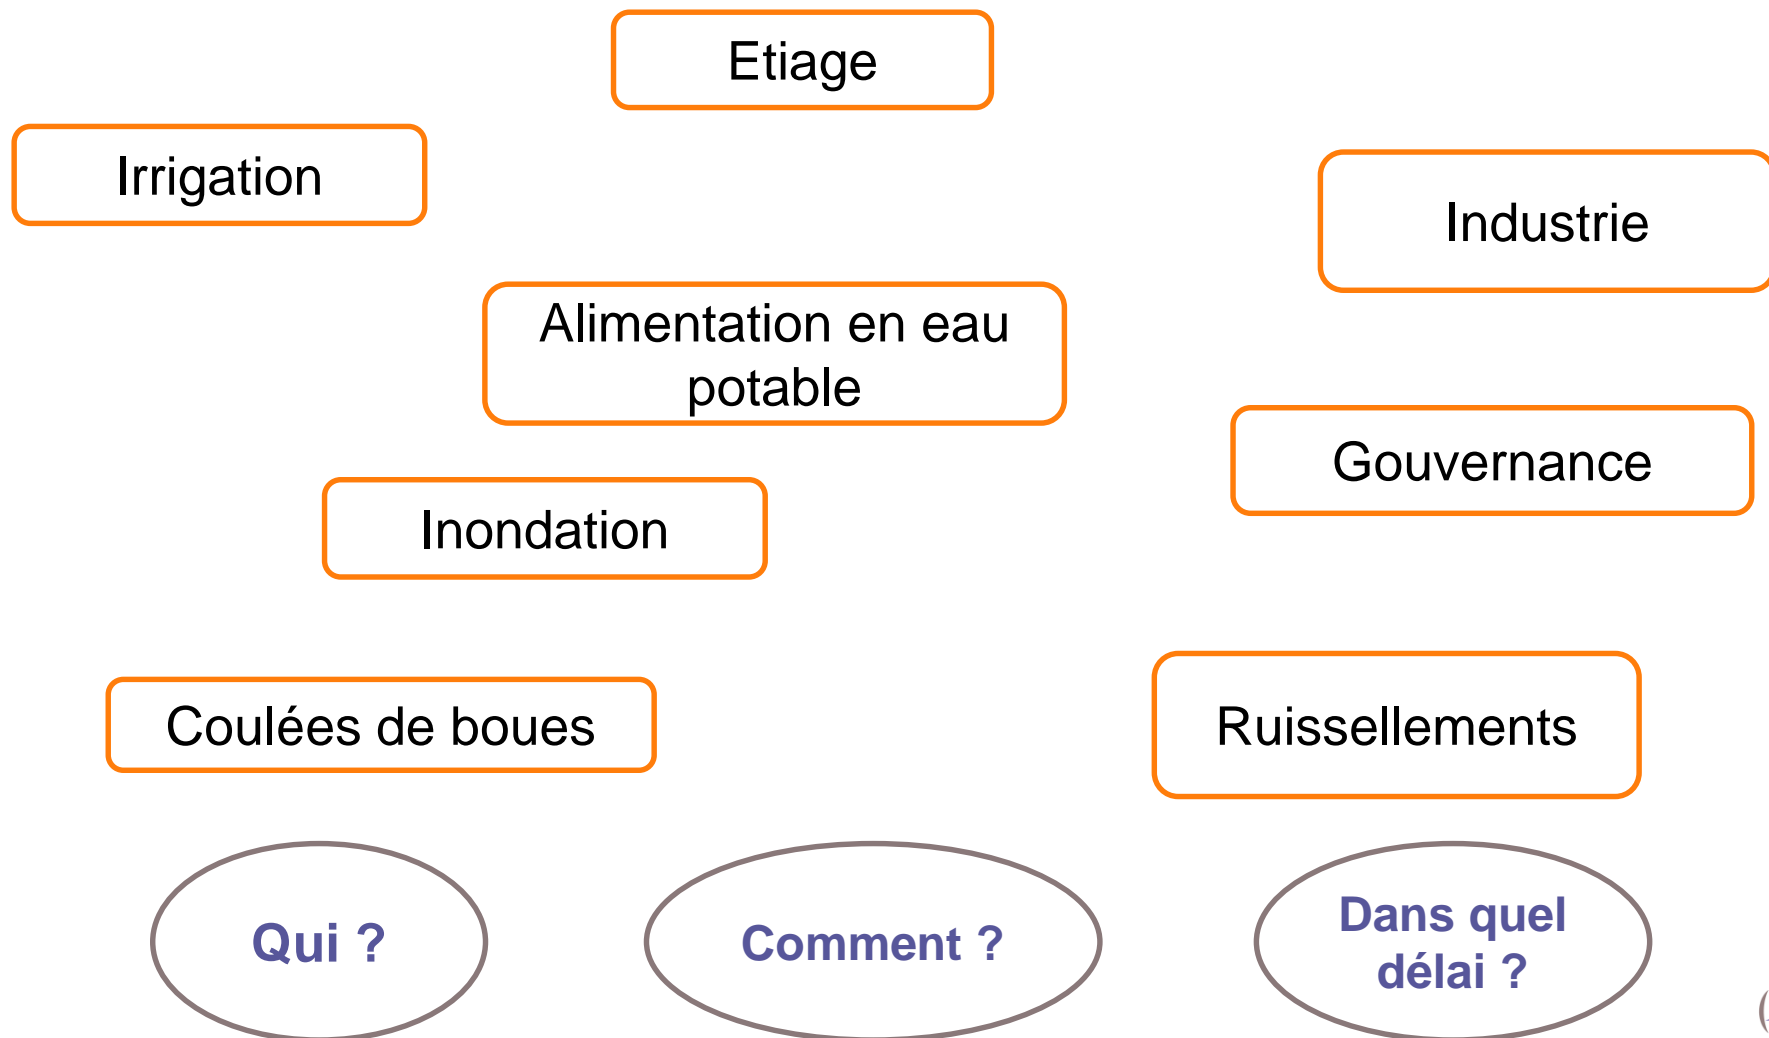 Etiage
Irrigation
Industrie
Alimentation en eau
potable
Gouvernance
Inondation
Coulées de boues
Ruissellements
Qui ?
Comment ?
Dans quel
délai ?